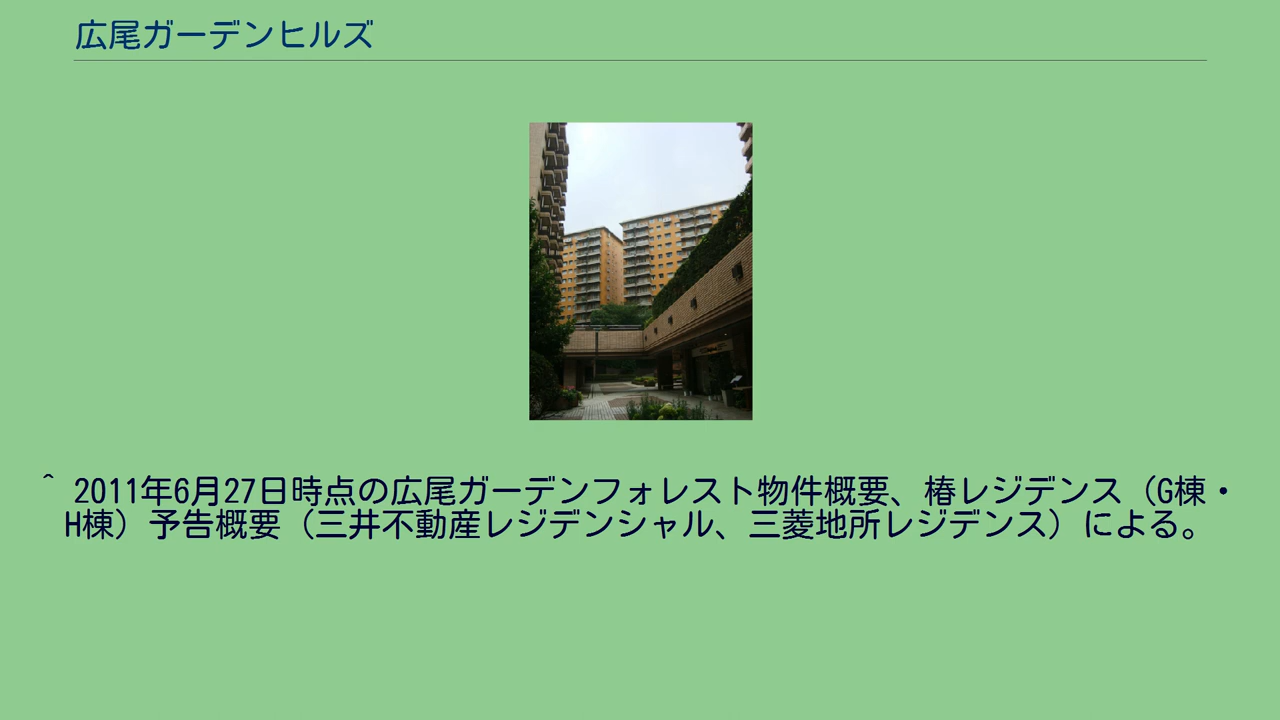 広尾ガーデンヒルズ
^ 2011年6月27日時点の広尾ガーデンフォレスト物件概要、椿レジデンス（G棟・
H棟）予告概要（三井不動産レジデンシャル、三菱地所レジデンス）による。